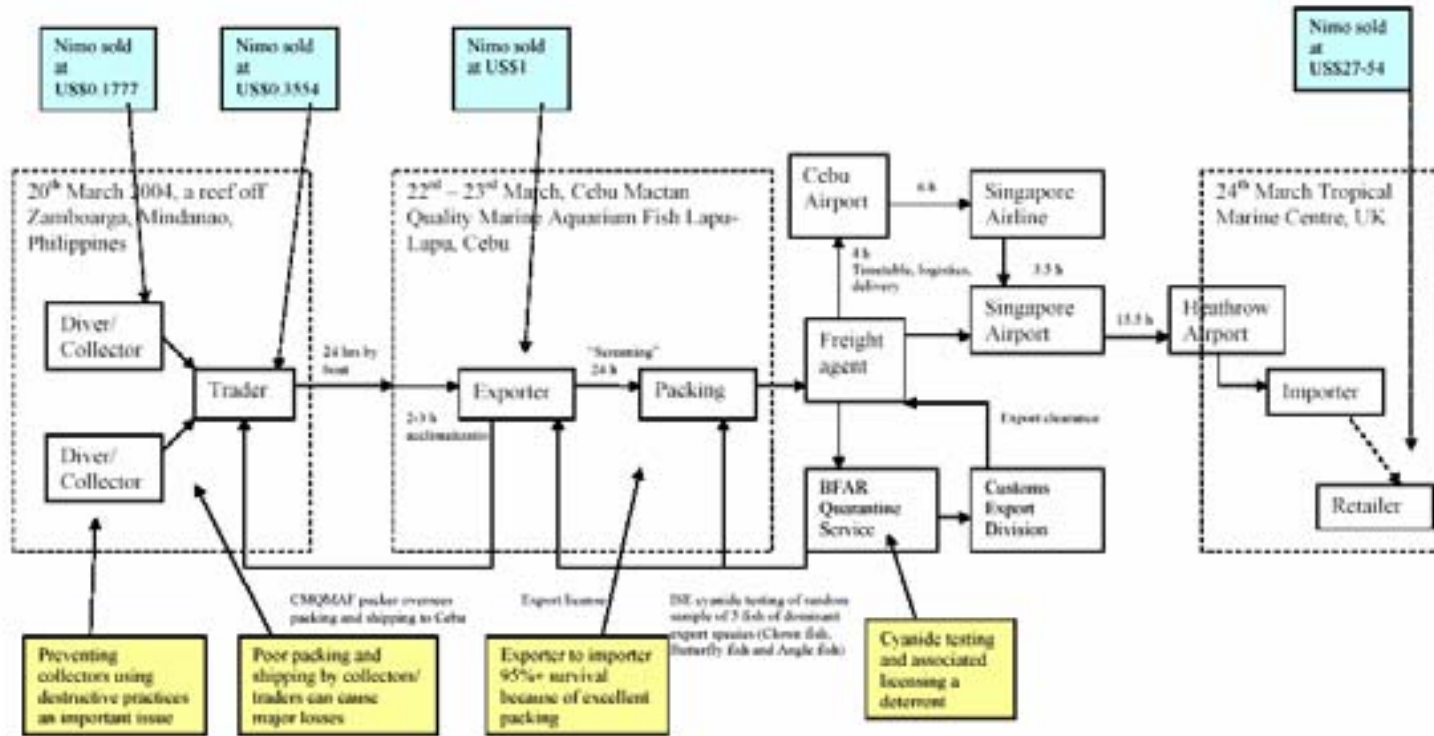 Nimo sold
at
US$0.1777
Nimo sold
at
US$0.3554
Nimo sold
at US$1
Nimo sold
at
US$27-54
20th March 2004, a reef off
Zamboarga, Mindanao,
Philippines
22nd – 23rd March, Cebu Mactan
Quality Marine Aquarium Fish Lapu-
Lapu, Cebu
Cebu
Airport
6 h
Singapore
Airline
24th March Tropical
Marine Centre, UK
4 h
Timetable, logistics,
delivery
3.5 h
Diver/
Collector
Singapore
Airport
15.5 h
Heathrow
Airport
Freight
agent
24 hrs by
boat
"Screening"
24 h
Trader
Exporter
Packing
Importer
2-3 h
Export clearance
Diver/
Collector
BFAR
Quarantine
Service
Customs
Export
Division
Retailer
CMQMAF packer oversees
packing and shipping to Cebu
Export license
cyanide testing of random
sample of 3 fish of dominant
export species (Clown fish,
Butterfly fish and Angle fish)
Preventing
collectors using
destructive practices
an important issue
Poor packing and
shipping by collectors/
traders can cause
major losses
Exporter to importer
95%+ survival
because of excellent
packing
Cyanide testing
and associated
licensing a
deterrent